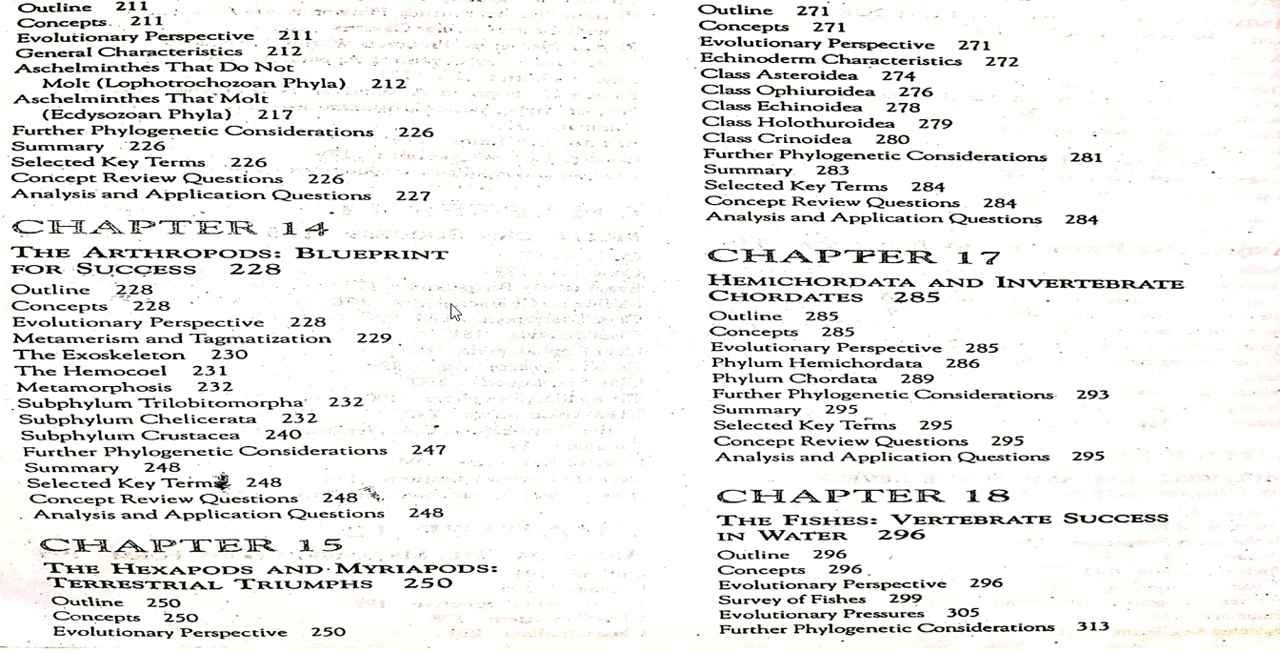 Outline 211
Concepts 211
Evolutionary Perspective 211
General Characteristics 212
Aschelminthes That Do Not
Molt (Lophotrochozoan Phyla) 212
Aschelminthes That Molt
(Ecdysozoan Phyla) 217
Further Phylogenetic Considerations 226
Summary 226
Selected Key Terms 226
Concept Review Questions 226
Analysis and Application Questions 227
CHAPTER 14
THE ARTHROPODS: BLUEPRINT
FOR SUCCESS 228
Outline 228
Concepts 228
Evolutionary Perspective 228
Metamerism and Tagmatization 229
The Exoskeleton 230
The Hemocoel 231
Metamorphosis 232
Subphylum Trilobitomorpha 232
Subphylum Chelicerata 232
Subphylum Crustacea 240
Further Phylogenetic Considerations 247
Summary 248
Selected Key Terms 248
Concept Review Questions 248
Analysis and Application Questions 248
CHAPTER 15
THE HEXAPODS AND MYRIAPODS:
TERRESTRIAL TRIUMPHS 250
Outline 250
Concepts 250
Evolutionary Perspective 250
Outline 271
Concepts 271
Evolutionary Perspective 271
Echinoderm Characteristics 272
Class Asteroidea 274
Class Ophiuroidea 276
Class Echinoidea 278
Class Holothuroidea 279
Class Crinoidea 280
Further Phylogenetic Considerations 281
Summary 283
Selected Key Terms 284
Concept Review Questions 284
Analysis and Application Questions 284
CHAPTER 17
HEMICHORDATA AND INVERTEBRATE
CHORDATES 285
Outline 285
Concepts 285
Evolutionary Perspective 285
Phylum Hemichordata 286
Phylum Chordata 289
Further Phylogenetic Considerations 293
Summary 295
Selected Key Terms 295
Concept Review Questions 295
Analysis and Application Questions 295
CHAPTER 18
THE FISHES: VERTEBRATE SUCCESS
IN WATER 296
Outline 296
Concepts 296
Evolutionary Perspective 296
Survey of Fishes 299
Evolutionary Pressures 305
Further Phylogenetic Considerations 313